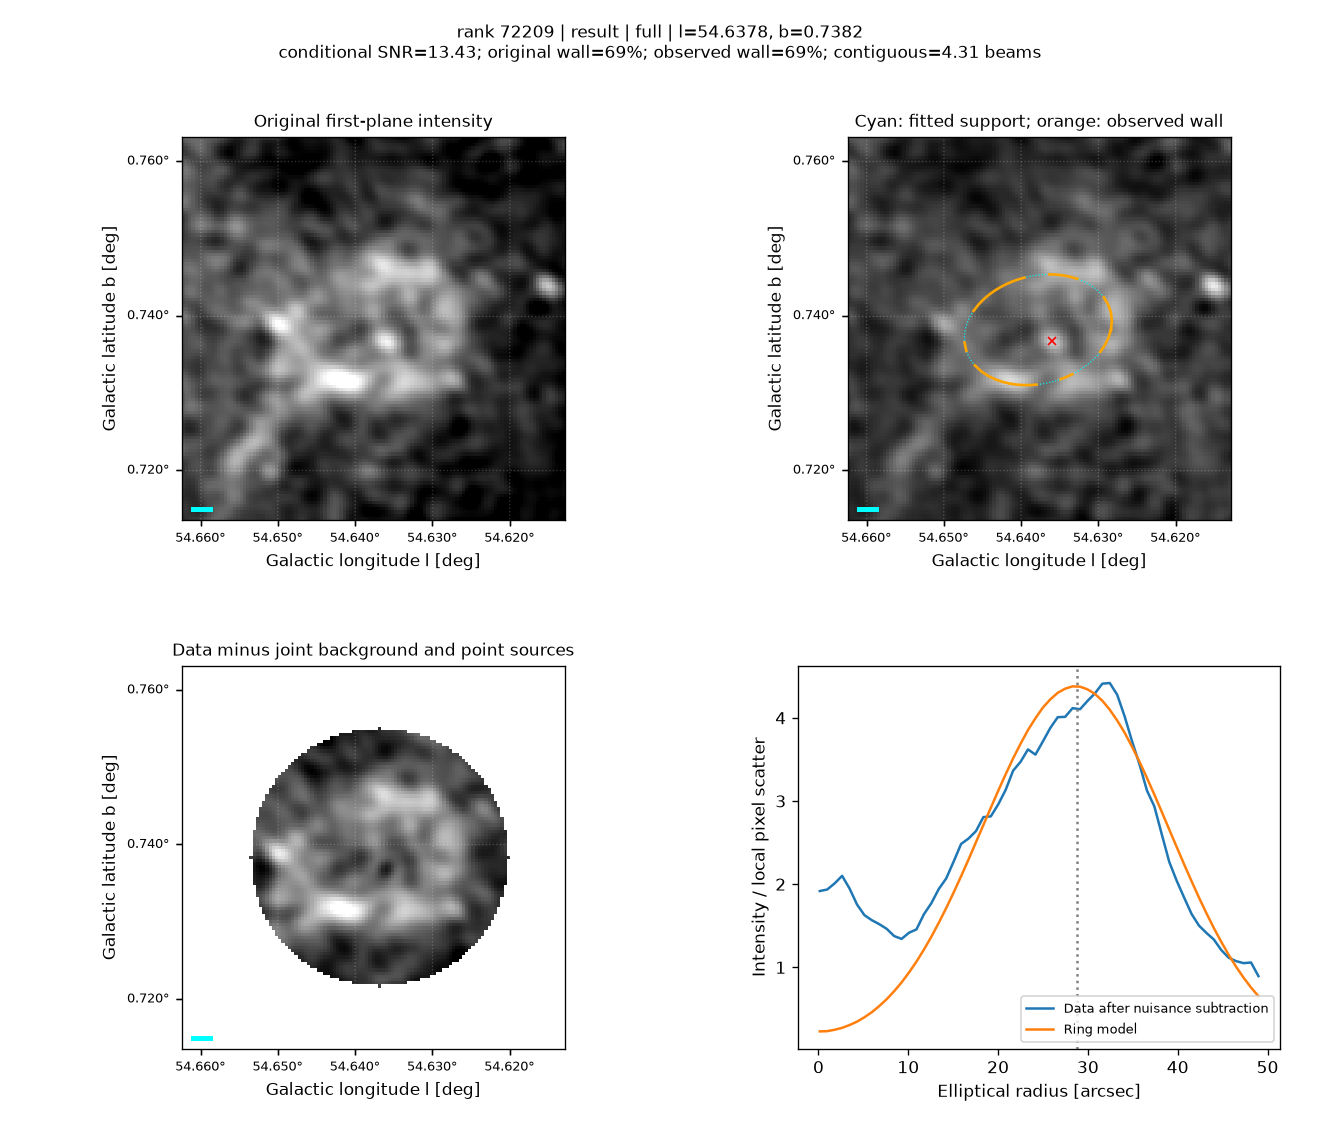 rank 72209 | result | full | l=54.6378, b=0.7382
conditional SNR=13.43; original wall=69%; observed wall=69%; contiguous=4.31 beams
Original first-plane intensity
0.760°
0.740°
0.720°
Galactic latitude b [deg]
54.660°
54.650°
54.640°
54.630°
54.620°
Galactic longitude l [deg]
Cyan: fitted support; orange: observed wall
0.760°
0.740°
0.720°
Galactic latitude b [deg]
54.660°
54.650°
54.640°
54.630°
54.620°
Galactic longitude l [deg]
Data minus joint background and point sources
0.760°
0.740°
0.720°
Galactic latitude b [deg]
54.660°
54.650°
54.640°
54.630°
54.620°
Galactic longitude l [deg]
4
3
2
1
Intensity / local pixel scatter
Data after nuisance subtraction
Ring model
0
10
20
30
40
50
Elliptical radius [arcsec]